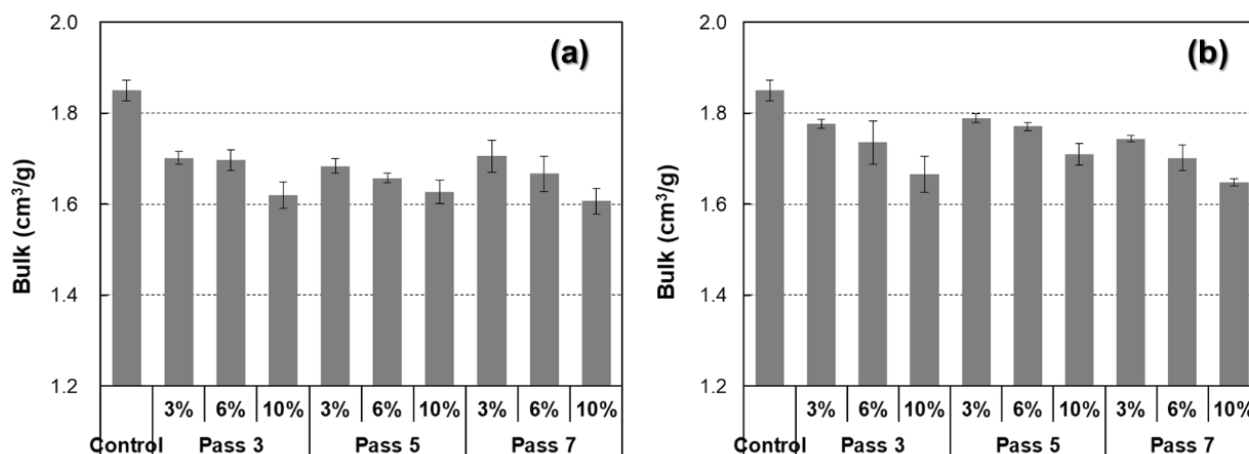 (a)
Bulk (cm³/g)
2.0
1.8
1.6
1.4
1.2
3% 6% 10% 3% 6% 10% 3% 6% 10%
Control Pass 3 Pass 5 Pass 7
(b)
Bulk (cm³/g)
2.0
1.8
1.6
1.4
1.2
3% 6% 10% 3% 6% 10% 3% 6% 10%
Control Pass 3 Pass 5 Pass 7